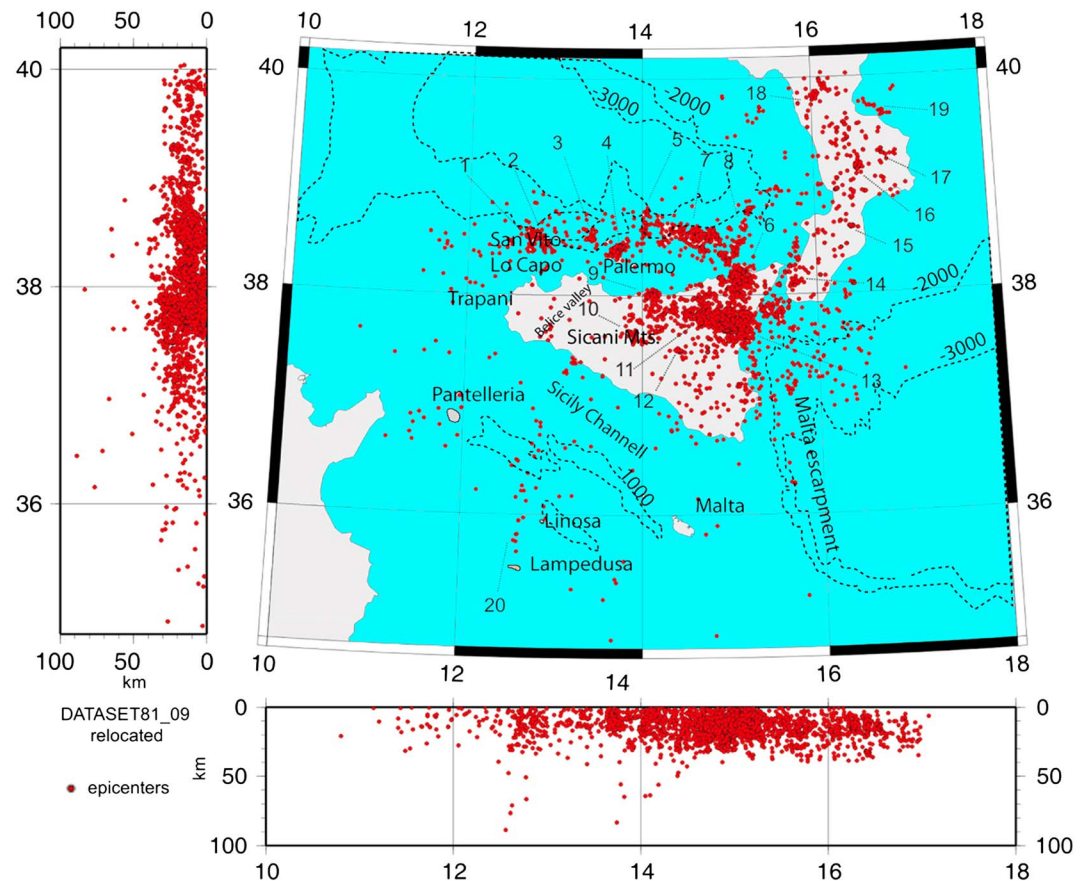 100 50 0
10 12 14 16 18
40
40
40
-3000
-2000
18
19
1
2
3
4
5
7
8
17
16
6
15
San Vito
Lo Capo
9
Palermo
38
38
38
14
-2000
Trapani
10
Belice valley
Sicani Mts.
-3000
11
12
13
Pantelleria
Sicily Channel
Malta escarpment
36
36
36
-1000
Malta
Linosa
Lampedusa
20
100 50 0
km
10 12 14 16 18
DATASET81_09
relocated
epicenters
0
50
100
km
0
50
100
10 12 14 16 18